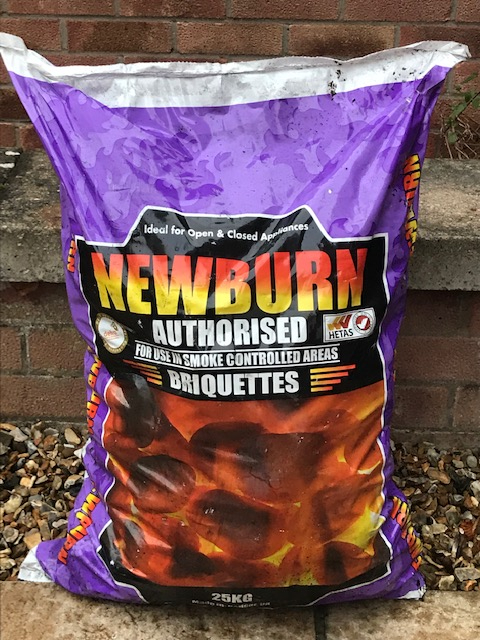 Ideal for Open & Closed Appliances
NEWBURN
AUTHORISED
HETAS
FOR USE IN SMOKE CONTROLLED AREAS
BRIQUETTES
25KG